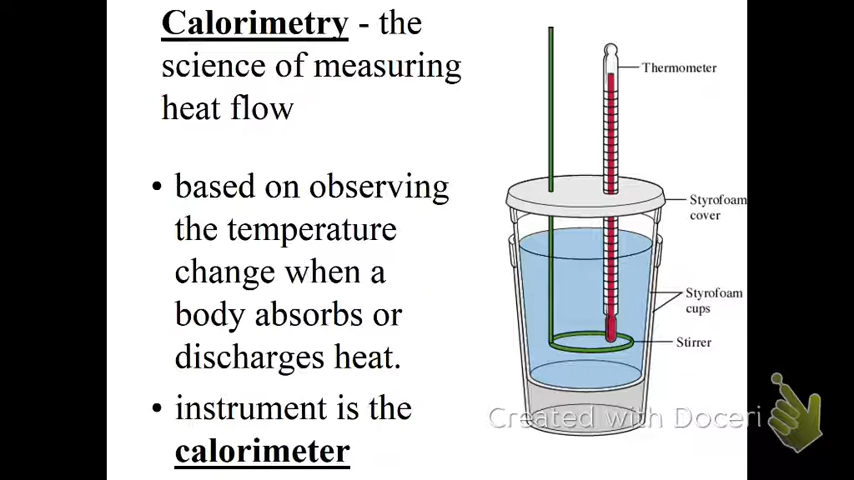 Calorimetry - the
science of measuring
heat flow
• based on observing
the temperature
change when a
body absorbs or
discharges heat.
• instrument is the
calorimeter
Thermometer
Styrofoam
cover
Styrofoam
cups
Stirrer
Created with Doceri